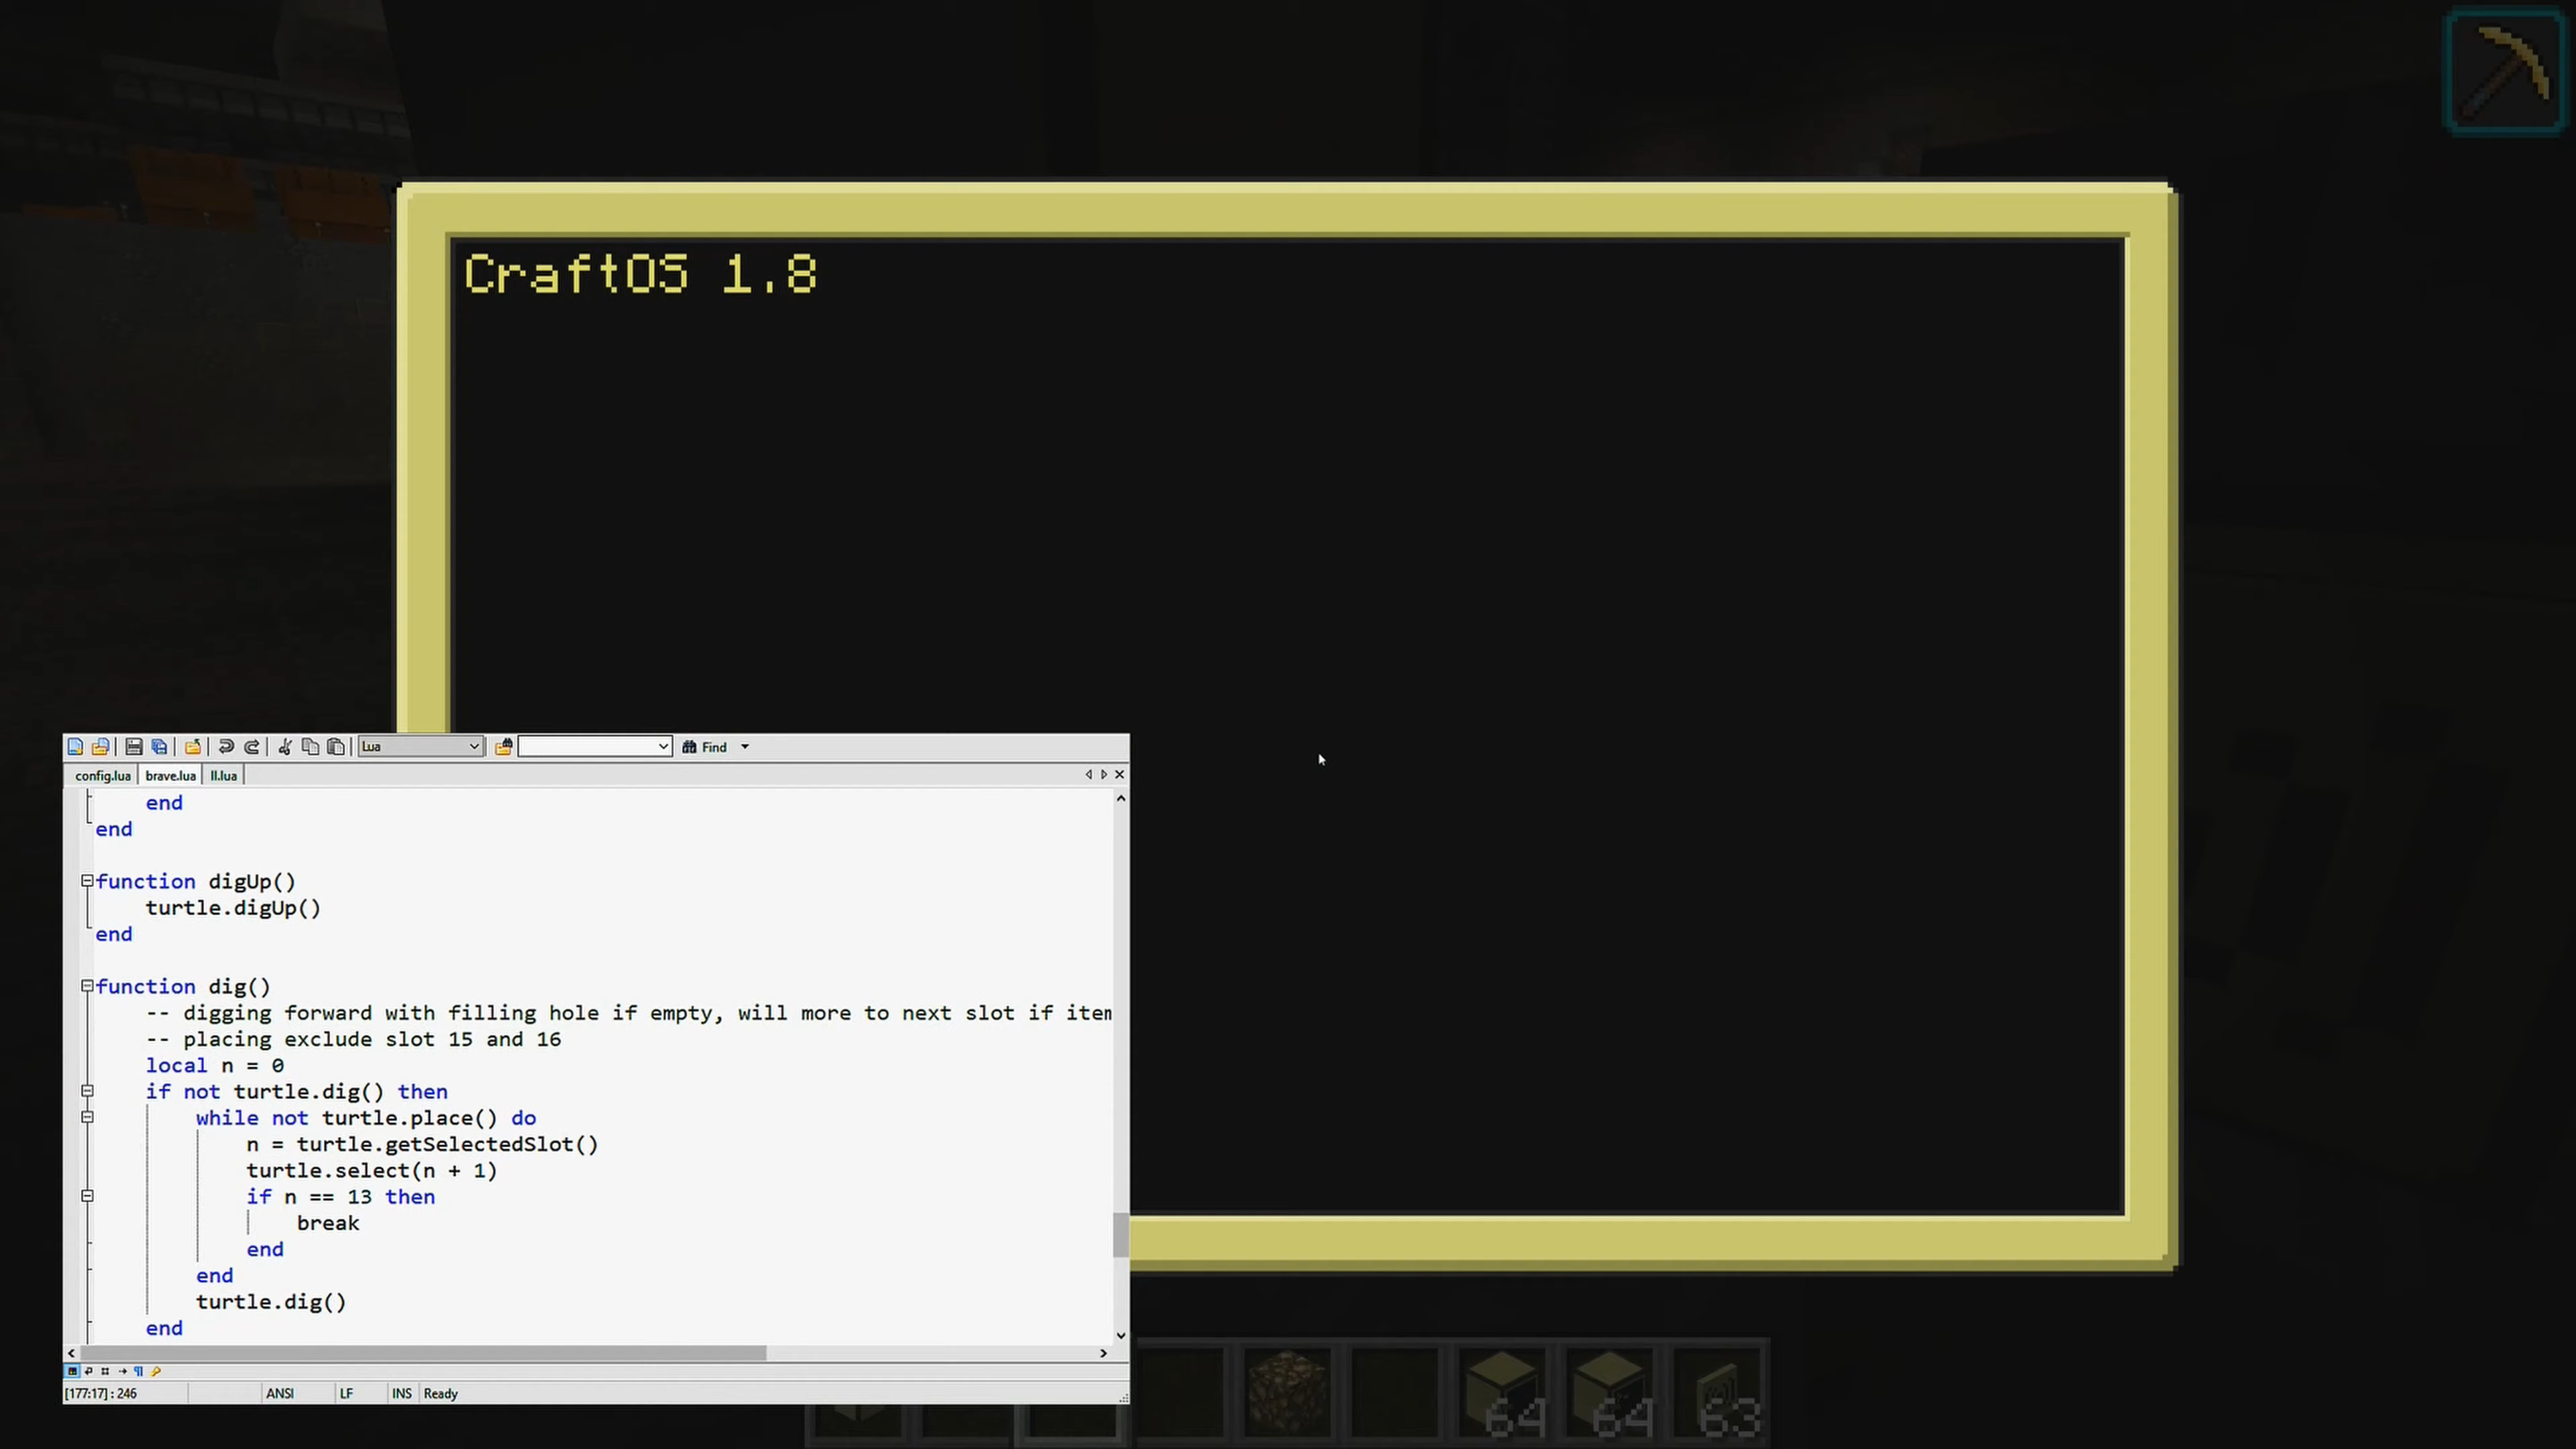 CraftOS 1.8
Lua
Find
config.lua brave.lua ll.lua
end
end
function digUp()
turtle.digUp()
end
function dig()
-- digging forward with filling hole if empty, will more to next slot if item
-- placing exclude slot 15 and 16
local n = 0
if not turtle.dig() then
while not turtle.place() do
n = turtle.getSelectedSlot()
turtle.select(n + 1)
if n == 13 then
break
end
end
turtle.dig()
end
[177:17] : 246 ANSI LF INS Ready
64 64 63